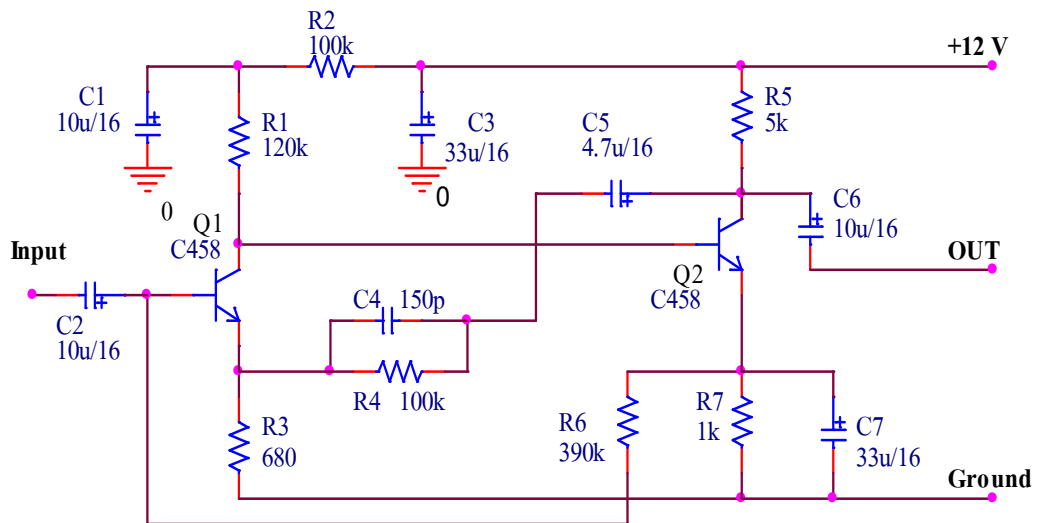 R2
100k
+12 V
C1
10u/16
R1
120k
C3
33u/16
C5
4.7u/16
R5
5k
0
0
Q1
C458
C6
10u/16
Input
OUT
Q2
C458
C2
10u/16
C4
150p
R4
100k
R3
680
R6
390k
R7
1k
C7
33u/16
Ground